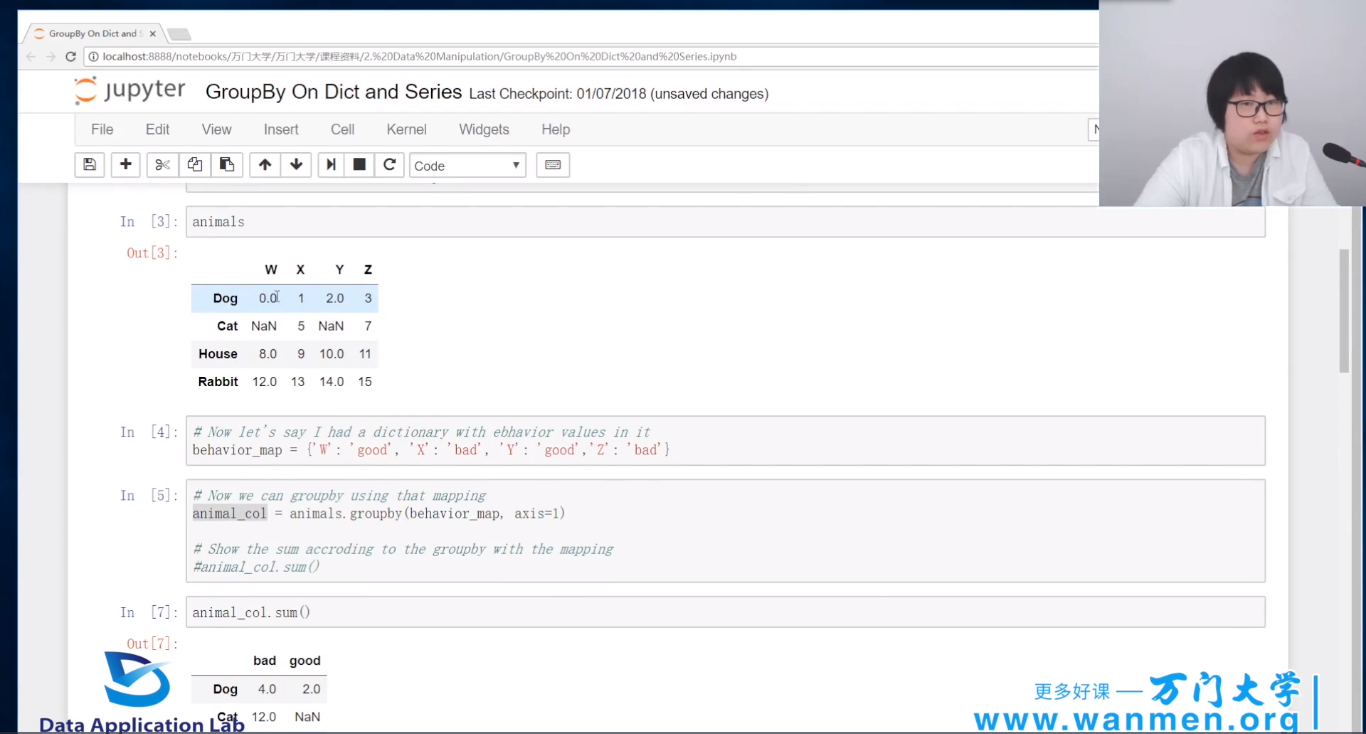 GroupBy On Dict and S
localhost:8888/notebooks/万门大学/万门大学/课程资料/2.%20Data%20Manipulation/GroupBy%20On%20Dict%20and%20Series.ipynb
jupyter GroupBy On Dict and Series Last Checkpoint: 01/07/2018 (unsaved changes)
File Edit View Insert Cell Kernel Widgets Help
Code
In [3]: animals
Out[3]:
W X Y Z
Dog 0.0 1 2.0 3
Cat NaN 5 NaN 7
House 8.0 9 10.0 11
Rabbit 12.0 13 14.0 15
In [4]: # Now let's say I had a dictionary with ebhavior values in it
behavior_map = {'W': 'good', 'X': 'bad', 'Y': 'good','Z': 'bad'}
In [5]: # Now we can groupby using that mapping
animal_col = animals.groupby(behavior_map, axis=1)
# Show the sum accroding to the groupby with the mapping
#animal_col.sum()
In [7]: animal_col.sum()
Out[7]:
bad good
Dog 4.0 2.0
Cat 12.0 NaN
Data Application Lab
更多好课 — 万门大学
www.wanmen.org